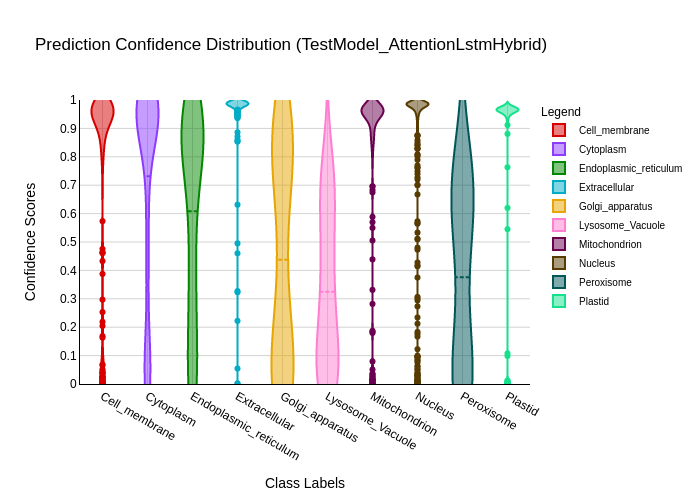 Prediction Confidence Distribution (TestModel_AttentionLstmHybrid)
Confidence Scores
1
0.9
0.8
0.7
0.6
0.5
0.4
0.3
0.2
0.1
0
Cell_membrane
Cytoplasm
Endoplasmic_reticulum
Extracellular
Golgi_apparatus
Lysosome_Vacuole
Mitochondrion
Nucleus
Peroxisome
Plastid
Class Labels
Legend
Cell_membrane
Cytoplasm
Endoplasmic_reticulum
Extracellular
Golgi_apparatus
Lysosome_Vacuole
Mitochondrion
Nucleus
Peroxisome
Plastid